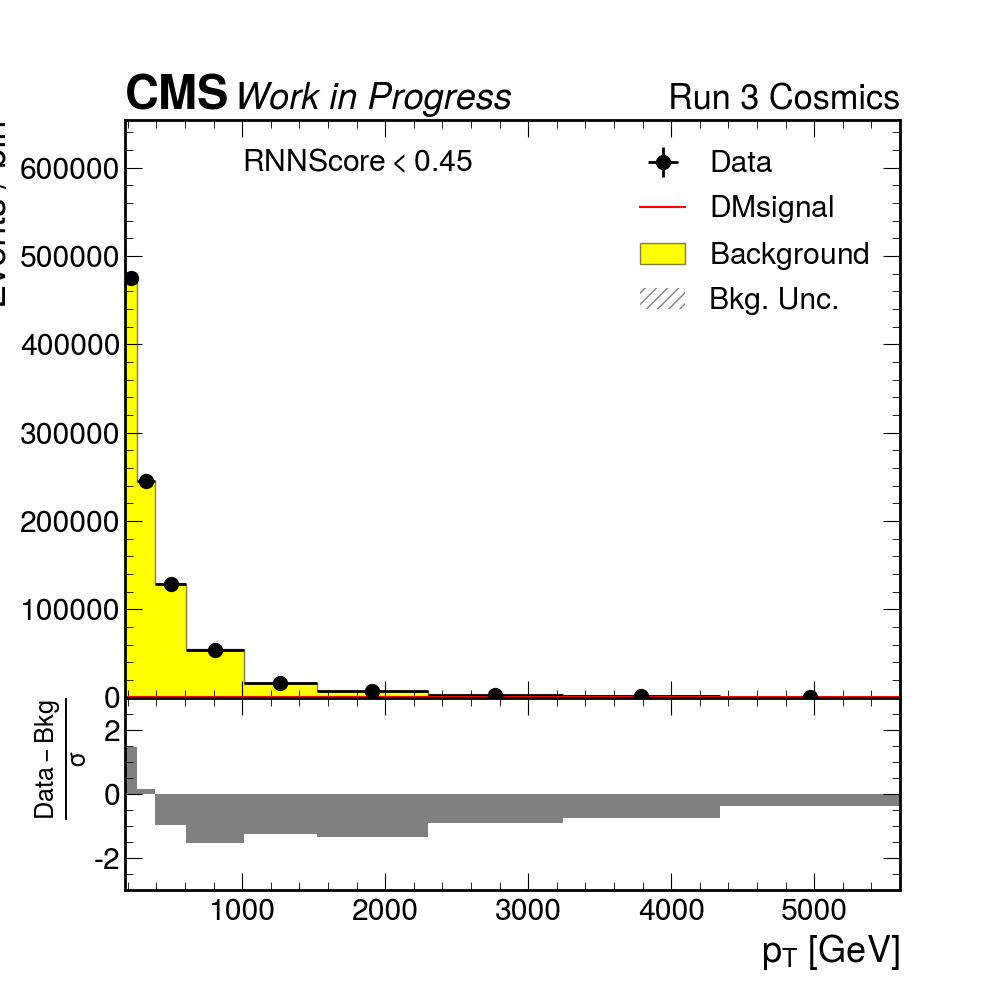 CMS Work in Progress Run 3 Cosmics
RNNScore < 0.45
Data
DMsignal
Background
Bkg. Unc.
600000
500000
400000
300000
200000
100000
0
Data – Bkg
σ
2
0
-2
1000 2000 3000 4000 5000
pT [GeV]